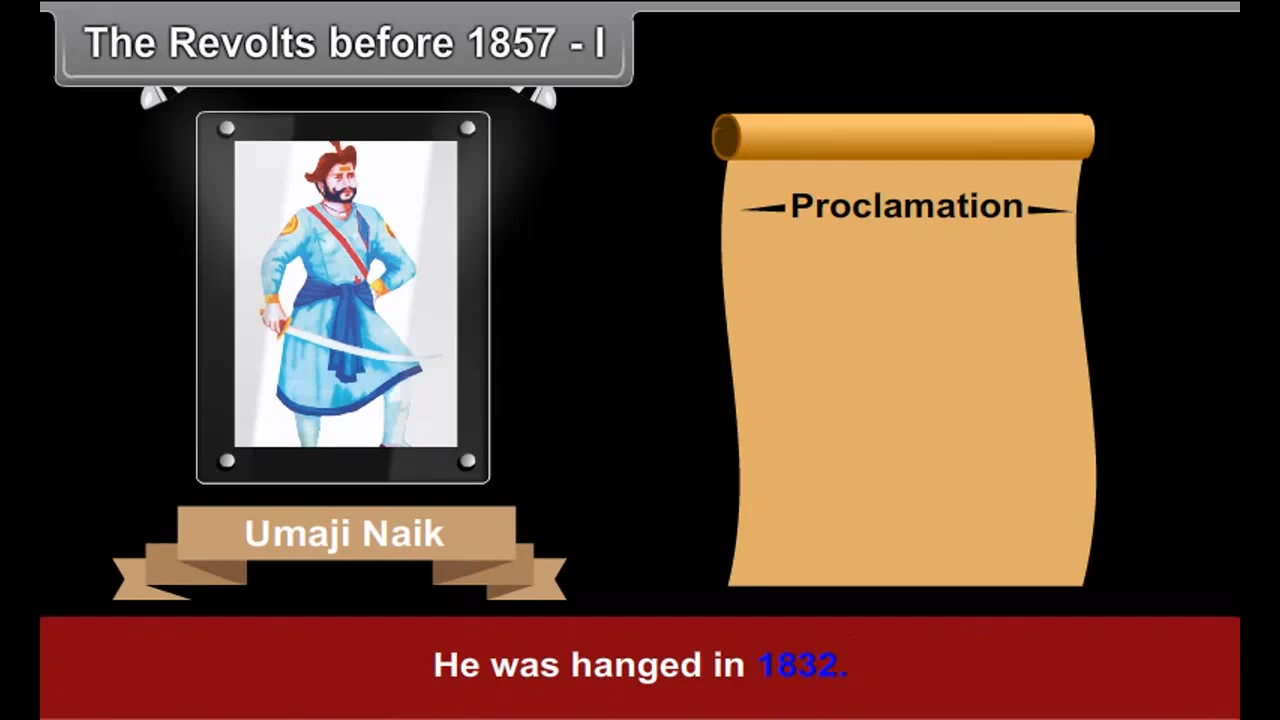 The Revolts before 1857 - I
Proclamation
Umaji Naik
He was hanged in 1832.